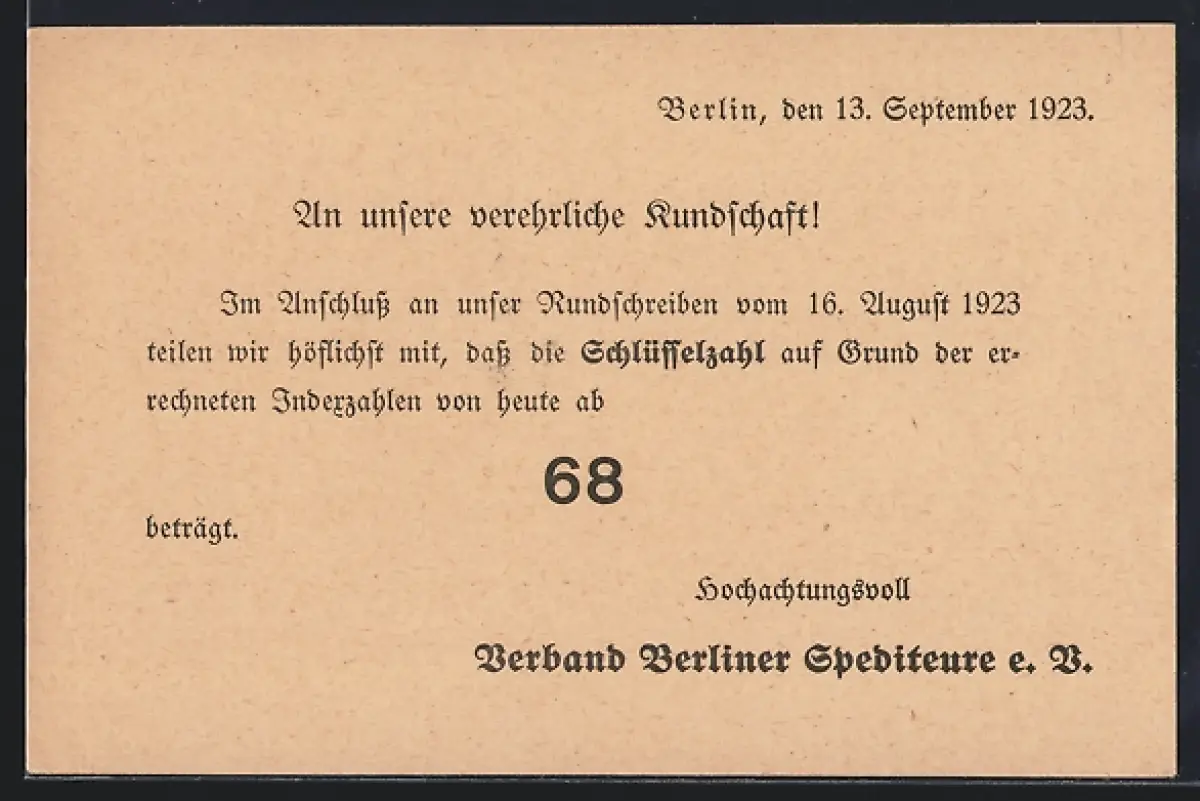 Berlin, den 13. September 1923.
An unsere verehrliche Kundschaft!
Im Anschluß an unser Rundschreiben vom 16. August 1923
teilen wir höflichst mit, daß die Schlüsselzahl auf Grund der er-
rechneten Indexzahlen von heute ab
68
beträgt.
Hochachtungsvoll
Verband Berliner Spediteure e. V.